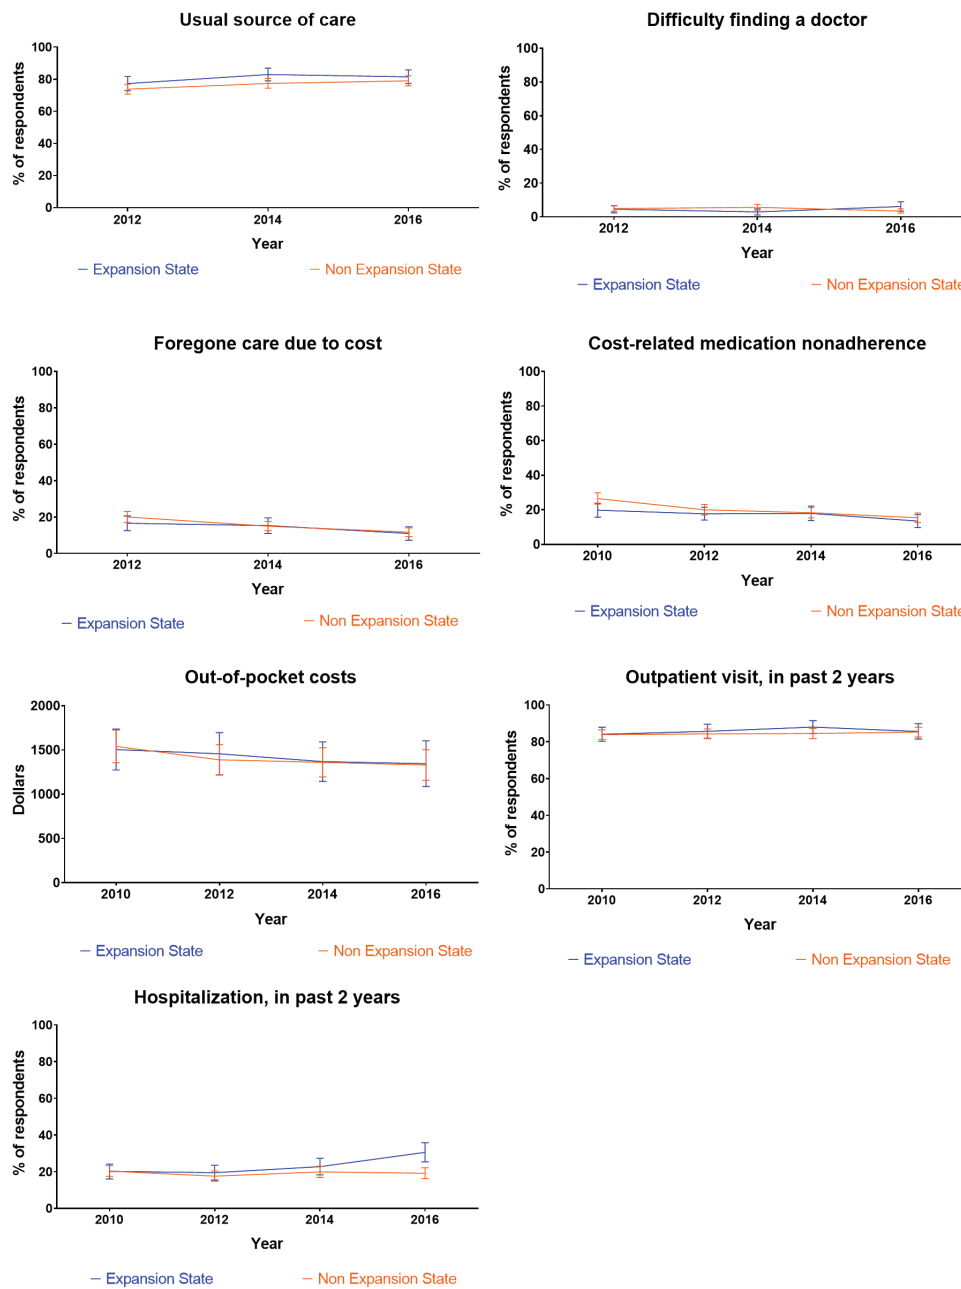 Usual source of care
100
80
60
40
20
0
% of respondents
2012 2014 2016
Year
Expansion State Non Expansion State
Difficulty finding a doctor
100
80
60
40
20
0
% of respondents
2012 2014 2016
Year
Expansion State Non Expansion State
Foregone care due to cost
100
80
60
40
20
0
% of respondents
2012 2014 2016
Year
Expansion State Non Expansion State
Cost-related medication nonadherence
100
80
60
40
20
0
% of respondents
2010 2012 2014 2016
Year
Expansion State Non Expansion State
Out-of-pocket costs
2000
1500
1000
500
0
Dollars
2010 2012 2014 2016
Year
Expansion State Non Expansion State
Outpatient visit, in past 2 years
100
80
60
40
20
0
% of respondents
2010 2012 2014 2016
Year
Expansion State Non Expansion State
Hospitalization, in past 2 years
100
80
60
40
20
0
% of respondents
2010 2012 2014 2016
Year
Expansion State Non Expansion State